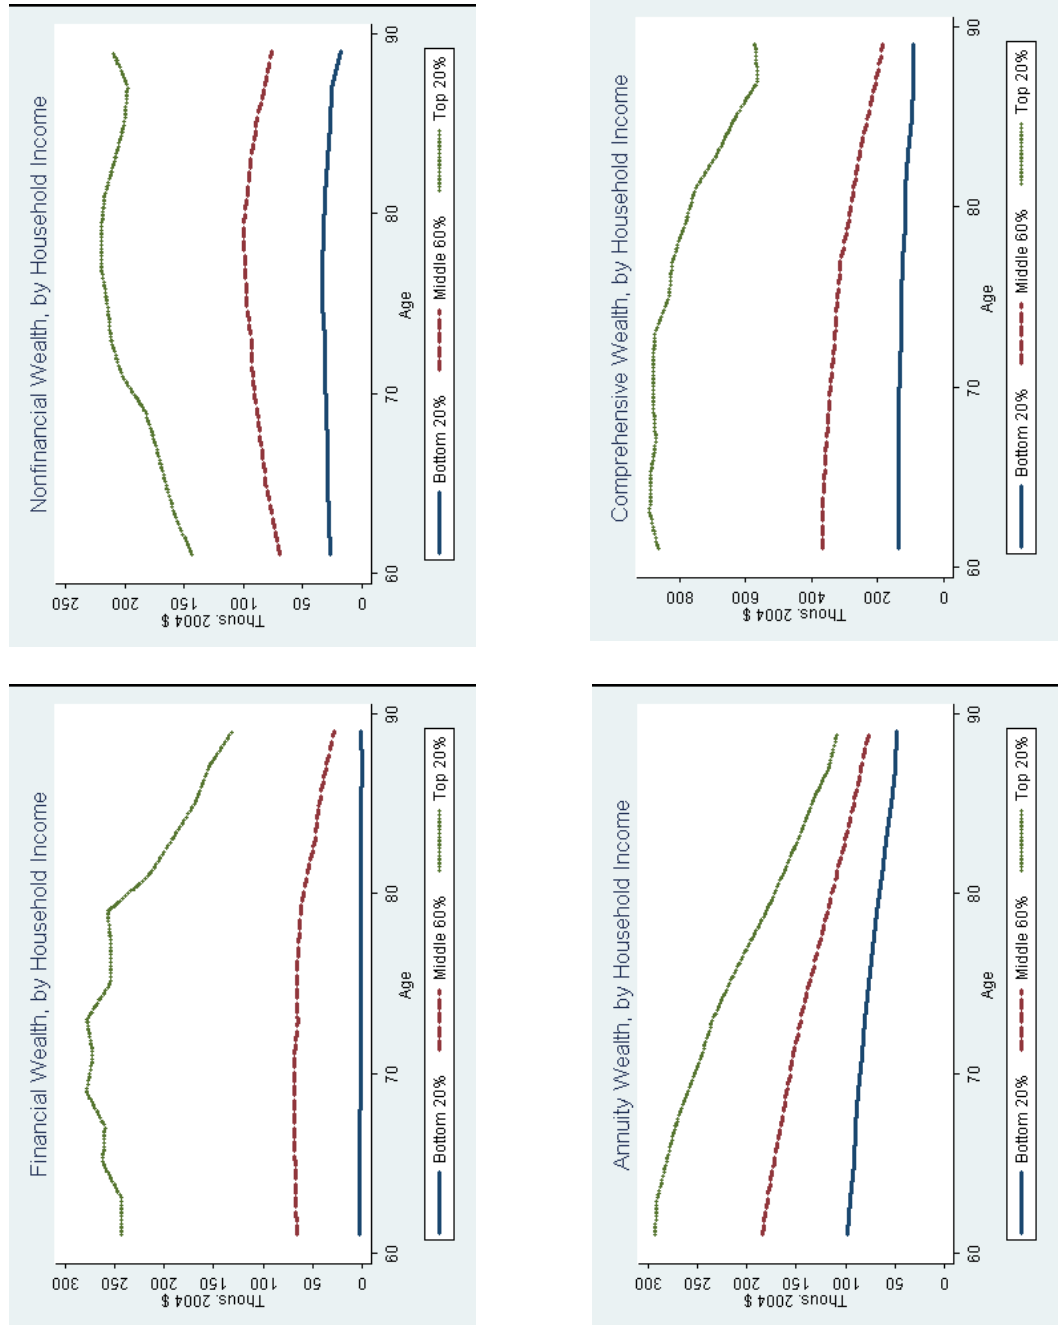 Financial Wealth, by Household Income
Thous. 2004 $
300
250
200
150
100
50
0
60 70 80 90
Age
Bottom 20% Middle 60% Top 20%
Nonfinancial Wealth, by Household Income
Thous. 2004 $
250
200
150
100
50
0
60 70 80 90
Age
Bottom 20% Middle 60% Top 20%
Annuity Wealth, by Household Income
Thous. 2004 $
300
250
200
150
100
50
0
60 70 80 90
Age
Bottom 20% Middle 60% Top 20%
Comprehensive Wealth, by Household Income
Thous. 2004 $
800
600
400
200
0
60 70 80 90
Age
Bottom 20% Middle 60% Top 20%